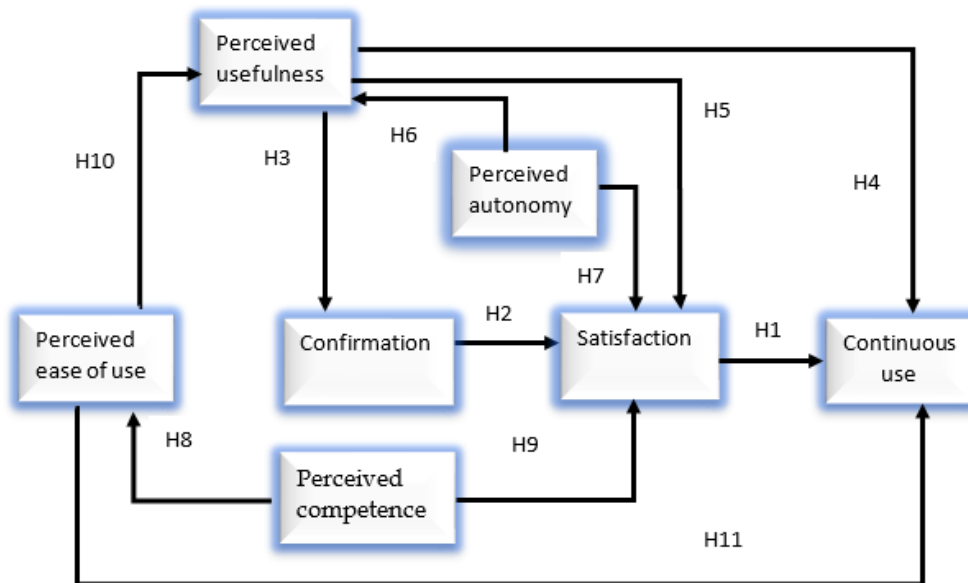 Perceived
usefulness
H5
H6
H10
H3
Perceived
autonomy
H4
H7
H2
H1
Perceived
ease of use
Confirmation
Satisfaction
Continuous
use
H8
H9
Perceived
competence
H11